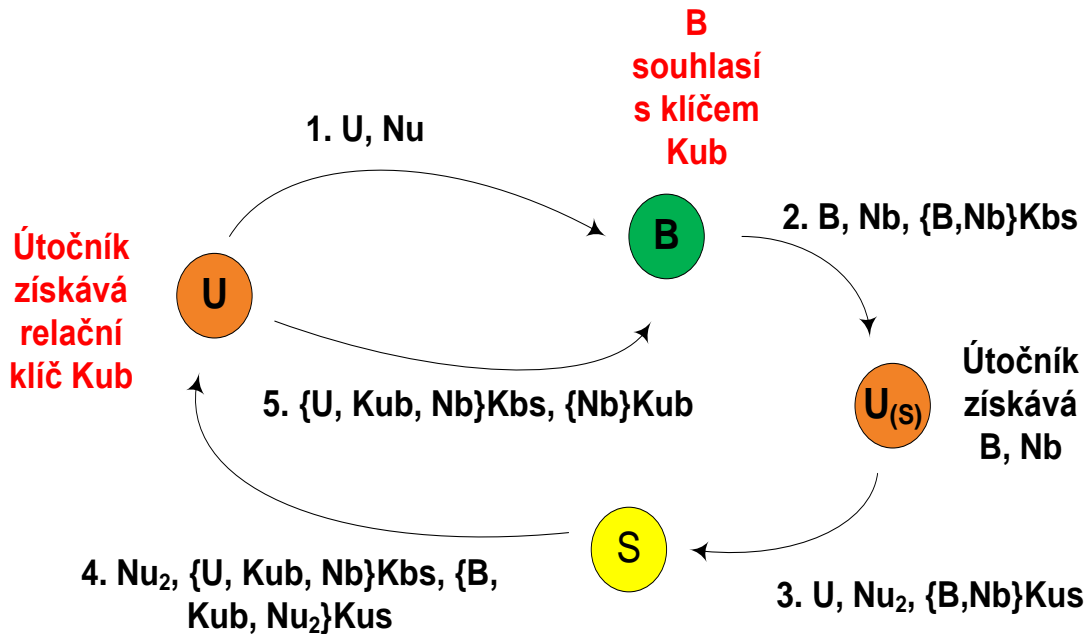 B
souhlasí
s klíčem
Kub
1. U, Nu
B
2. B, Nb, {B,Nb}Kbs
Útočník
získává
relační
klíč Kub
U
5. {U, Kub, Nb}Kbs, {Nb}Kub
U(S)
Útočník
získává
B, Nb
S
4. Nu₂, {U, Kub, Nb}Kbs, {B,
Kub, Nu₂}Kus
3. U, Nu₂, {B,Nb}Kus